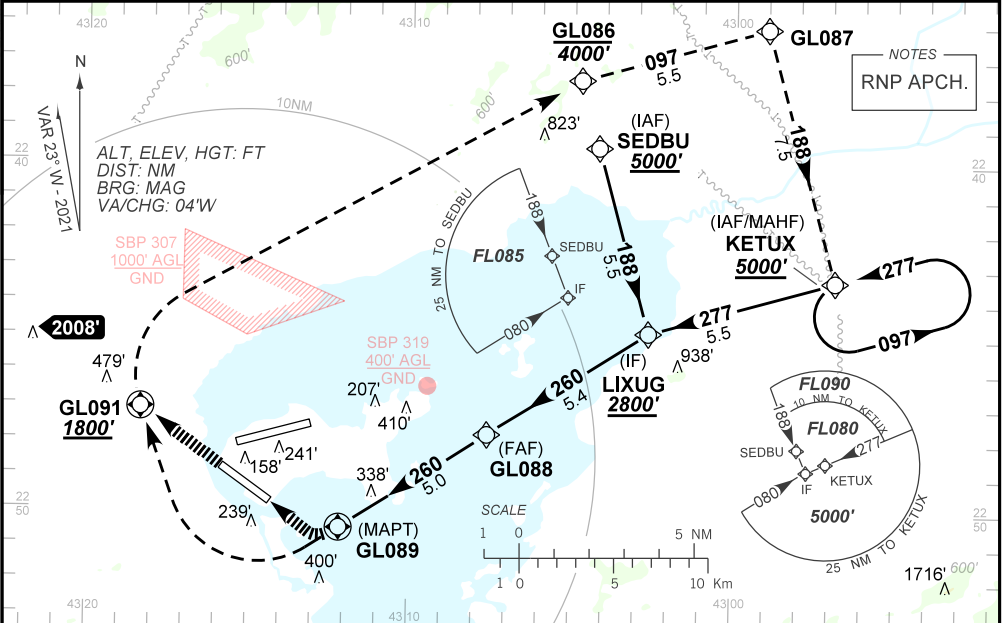 43 20
43 10
43 00
GL086
4000'
097
5.5
GL087
NOTES
RNP APCH.
N
VAR 23° W - 2021
600'
10NM
600'
823'
(IAF)
SEDBU
5000'
188
7.5
22
40
22
40
ALT, ELEV, HGT: FT
DIST: NM
BRG: MAG
VA/CHG: 04'W
SBP 307
1000' AGL
GND
25 NM TO SEDBU
188
SEDBU
FL085
IF
080
188
5.5
(IAF/MAHF)
KETUX
5000'
277
097
277
5.5
2008'
479'
SBP 319
400' AGL
GND
207'
410'
(IF)
LIXUG
2800'
938'
260
5.4
GL091
1800'
241'
158'
(FAF)
GL088
FL090
10 NM TO KETUX
FL080
188
277
SEDBU
IF
KETUX
080
5000'
25 NM TO KETUX
338'
260
5.0
239'
(MAPT)
GL089
400'
22
50
22
50
SCALE
1 0 5 NM
1 0 5 10 Km
1716'
600'
43 20
43 10
43 00